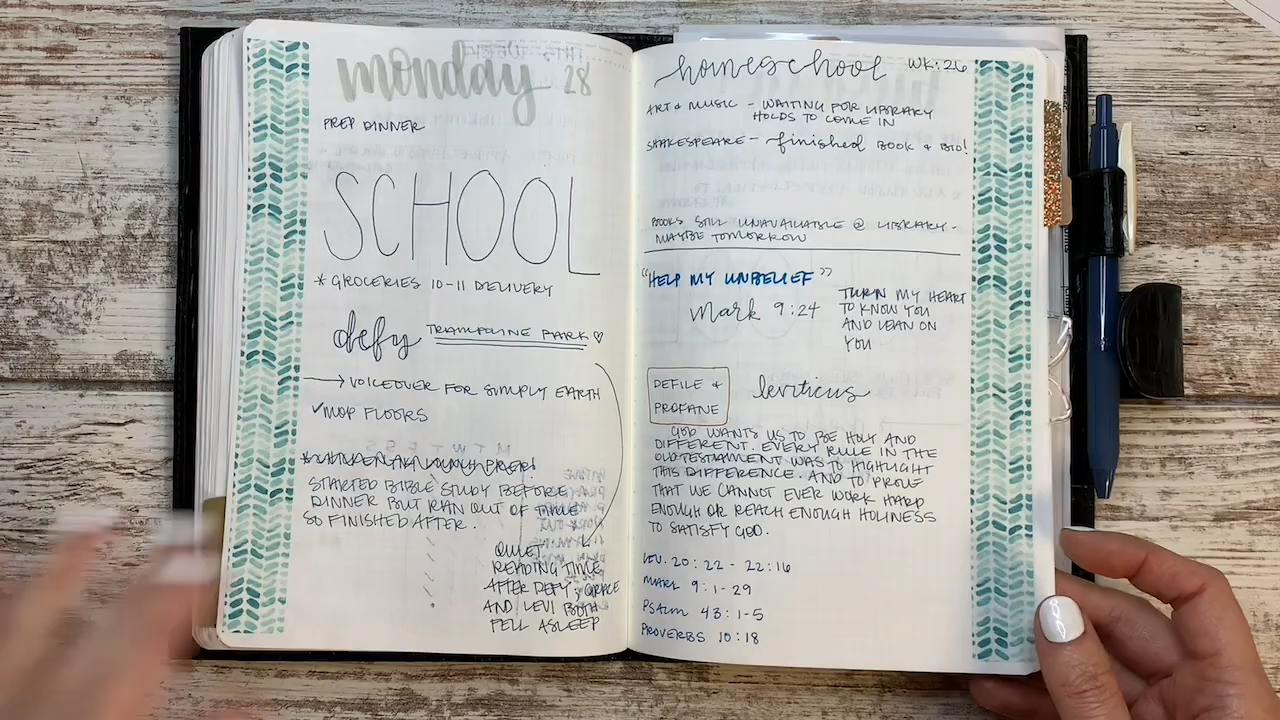 monday 28
PREP DINNER
SCHOOL
* GROCERIES 10-11 DELIVERY
defy TRAMPOLINE PARK ♡
→ VOICEOVER FOR SIMPLY EARTH
✓ MOP FLOORS
STARTED BIBLE STUDY BEFORE
DINNER BUT RAN OUT OF TIME
SO FINISHED AFTER.
QUIET
READING TIME
AFTER DEFY; GRACE
AND LEVI BOTH
FELL ASLEEP
homeschool WK: 26
ART & MUSIC - WAITING FOR LIBRARY
HOLDS TO COME IN
SHAKESPEARE - finished BOOK & BIO!
BOOKS STILL UNAVAILABLE @ LIBRARY -
MAYBE TOMORROW
"HELP MY UNBELIEF"
Mark 9:24
TURN MY HEART
TO KNOW YOU
AND LEAN ON
YOU
DEFILE &
PROFANE
leviticus
GOD WANTS US TO BE HOLY AND
DIFFERENT. EVERY RULE IN THE
OLD TESTAMENT WAS TO HIGHLIGHT
THIS DIFFERENCE. AND TO PROVE
THAT WE CANNOT EVER WORK HARD
ENOUGH OR REACH ENOUGH HOLINESS
TO SATISFY GOD.
LEV. 20:22 - 22:16
MARK 9:1-29
PSALM 43:1-5
PROVERBS 10:18